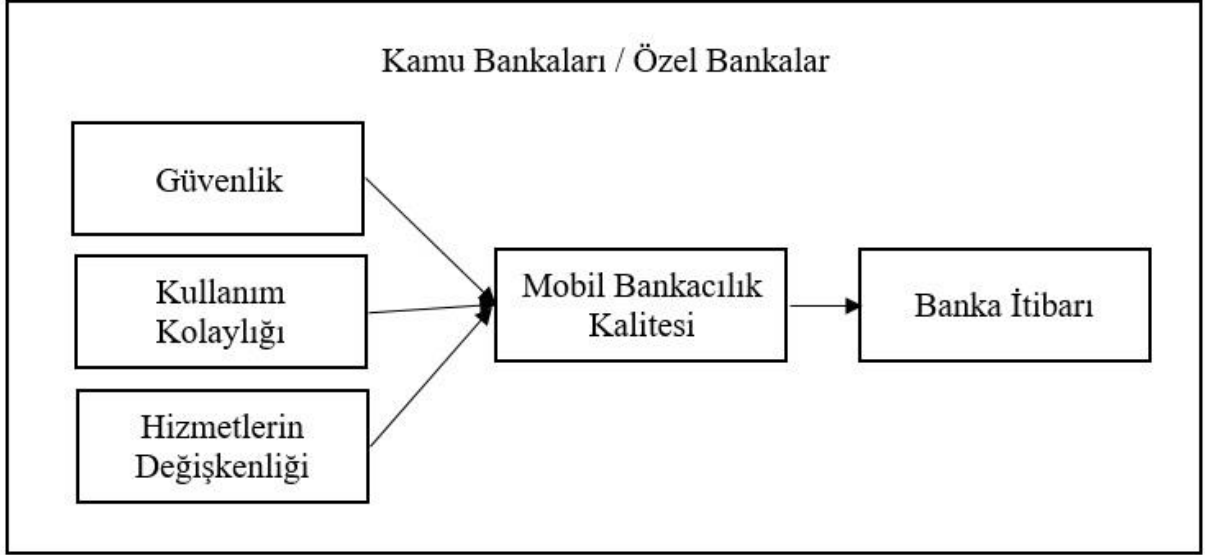 Kamu Bankaları / Özel Bankalar
Güvenlik
Kullanım
Kolaylığı
Hizmetlerin
Değişkenliği
Mobil Bankacılık
Kalitesi
Banka İtibarı